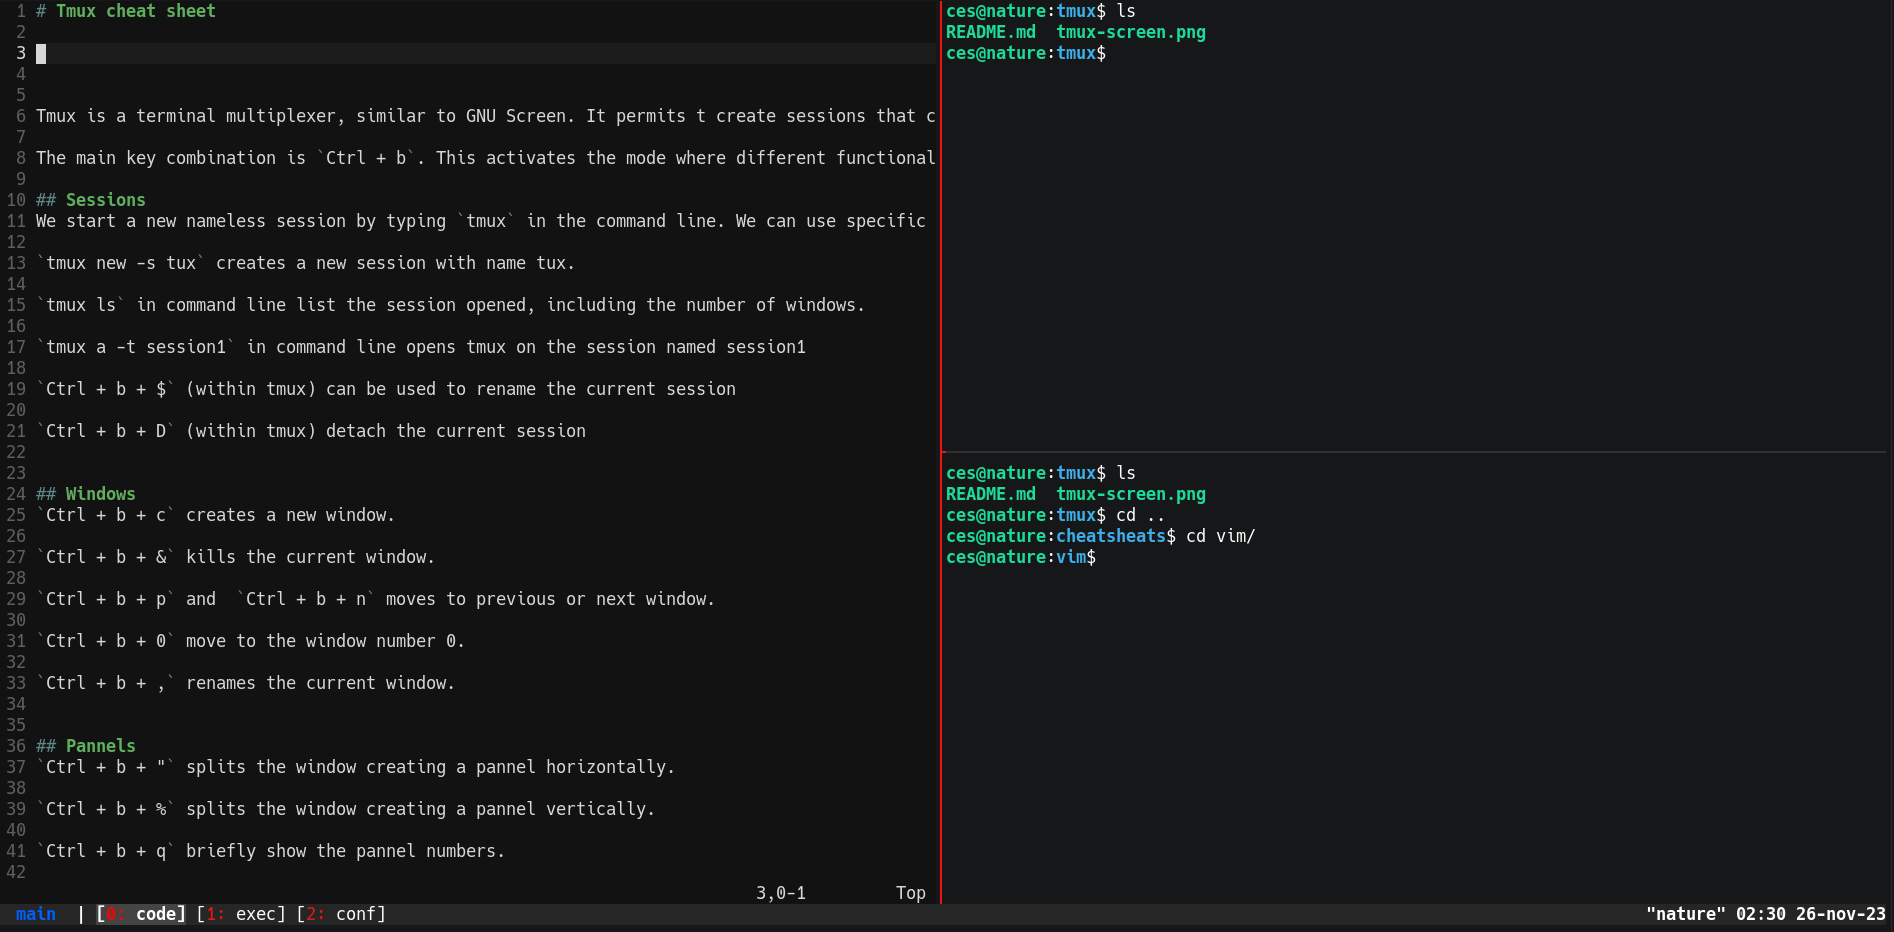 1 # Tmux cheat sheet
2
3
4
5
6 Tmux is a terminal multiplexer, similar to GNU Screen. It permits t create sessions that c
7
8 The main key combination is `Ctrl + b`. This activates the mode where different functional
9
10 ## Sessions
11 We start a new nameless session by typing `tmux` in the command line. We can use specific
12
13 `tmux new -s tux` creates a new session with name tux.
14
15 `tmux ls` in command line list the session opened, including the number of windows.
16
17 `tmux a -t session1` in command line opens tmux on the session named session1
18
19 `Ctrl + b + $` (within tmux) can be used to rename the current session
20
21 `Ctrl + b + D` (within tmux) detach the current session
22
23
24 ## Windows
25 `Ctrl + b + c` creates a new window.
26
27 `Ctrl + b + &` kills the current window.
28
29 `Ctrl + b + p` and  `Ctrl + b + n` moves to previous or next window.
30
31 `Ctrl + b + 0` move to the window number 0.
32
33 `Ctrl + b + ,` renames the current window.
34
35
36 ## Pannels
37 `Ctrl + b + "` splits the window creating a pannel horizontally.
38
39 `Ctrl + b + %` splits the window creating a pannel vertically.
40
41 `Ctrl + b + q` briefly show the pannel numbers.
42
3,0-1 Top
ces@nature:tmux$ ls
README.md  tmux-screen.png
ces@nature:tmux$
ces@nature:tmux$ ls
README.md  tmux-screen.png
ces@nature:tmux$ cd ..
ces@nature:cheatsheats$ cd vim/
ces@nature:vim$
main | [0: code] [1: exec] [2: conf] "nature" 02:30 26-nov-23